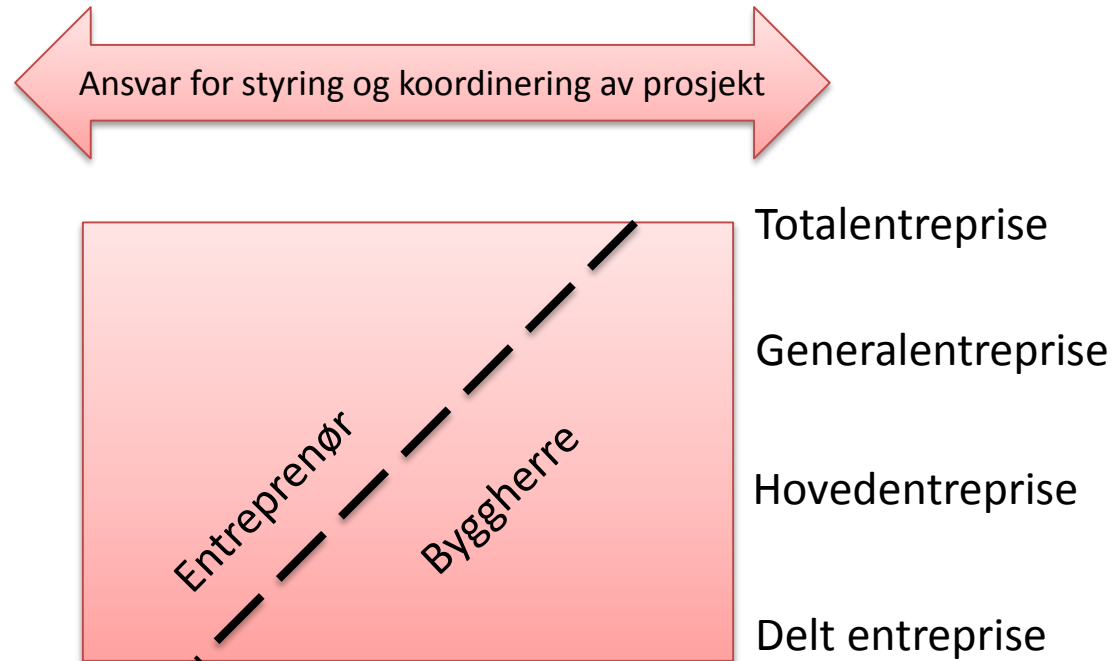 Ansvar for styring og koordinering av prosjekt
Totalentreprise
Generalentreprise
Entreprenør
Byggherre
Hovedentreprise
Delt entreprise